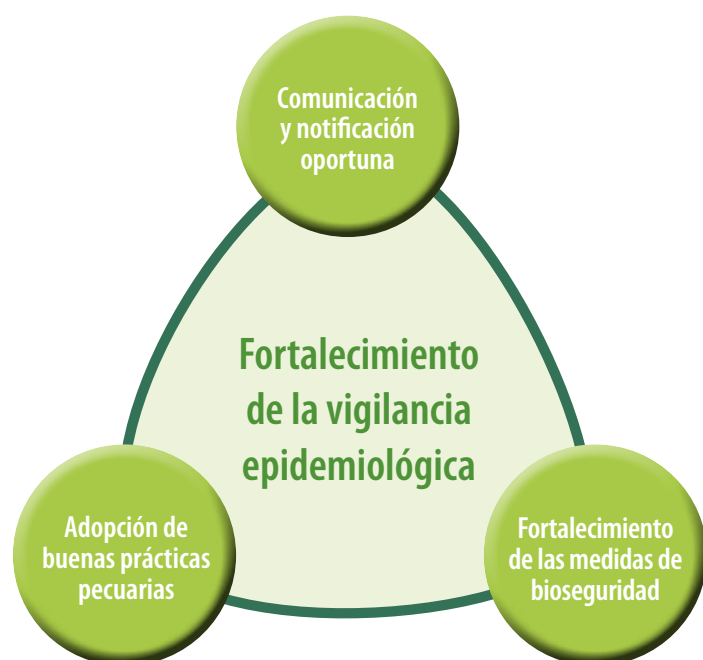 Comunicación
y notificación
oportuna
Fortalecimiento
de la vigilancia
epidemiológica
Adopción de
buenas prácticas
pecuarias
Fortalecimiento
de las medidas de
bioseguridad